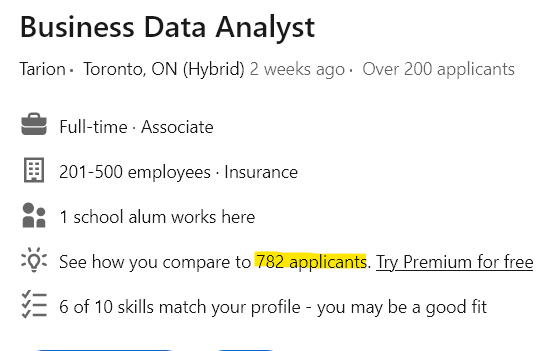 Business Data Analyst
Tarion · Toronto, ON (Hybrid) 2 weeks ago · Over 200 applicants
Full-time · Associate
201-500 employees · Insurance
1 school alum works here
See how you compare to 782 applicants. Try Premium for free
6 of 10 skills match your profile - you may be a good fit